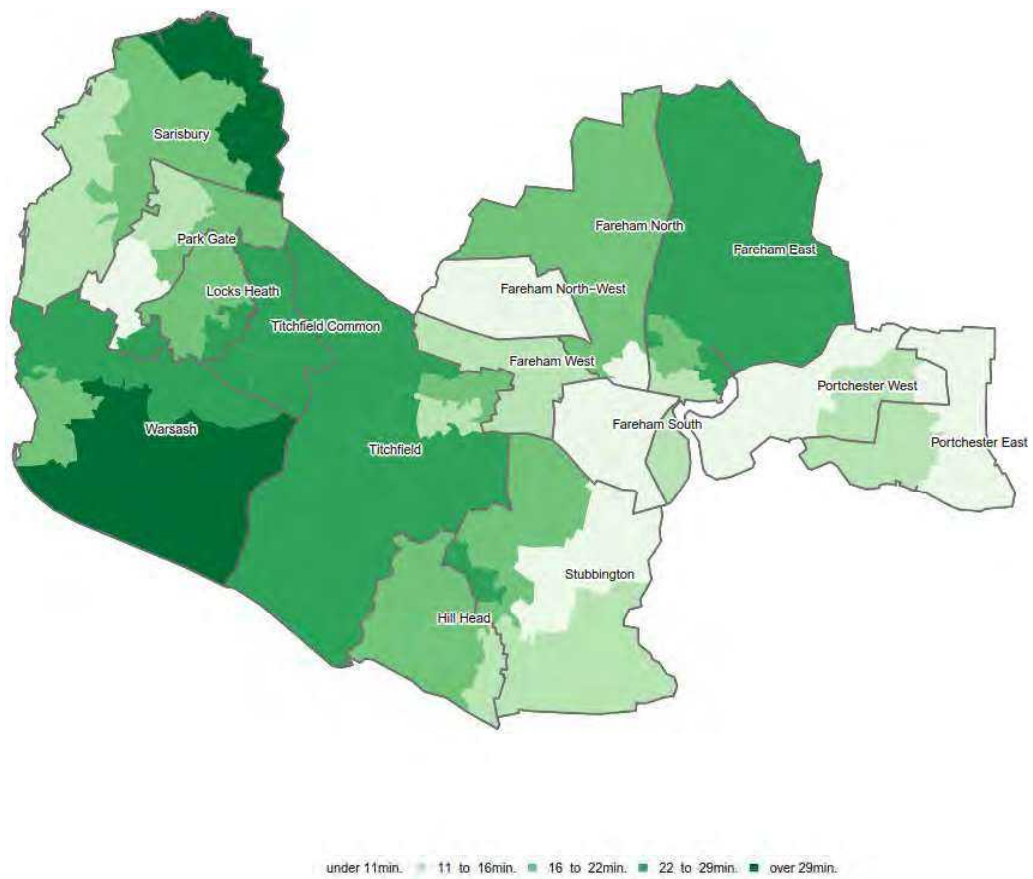 Sarisbury
Park Gate
Fareham North
Fareham East
Fareham North-West
Locks Heath
Titchfield Common
Fareham West
Portchester West
Warsash
Titchfield
Fareham South
Portchester East
Stubbington
Hill Head
under 11min. 11 to 16min. 16 to 22min. 22 to 29min. over 29min.